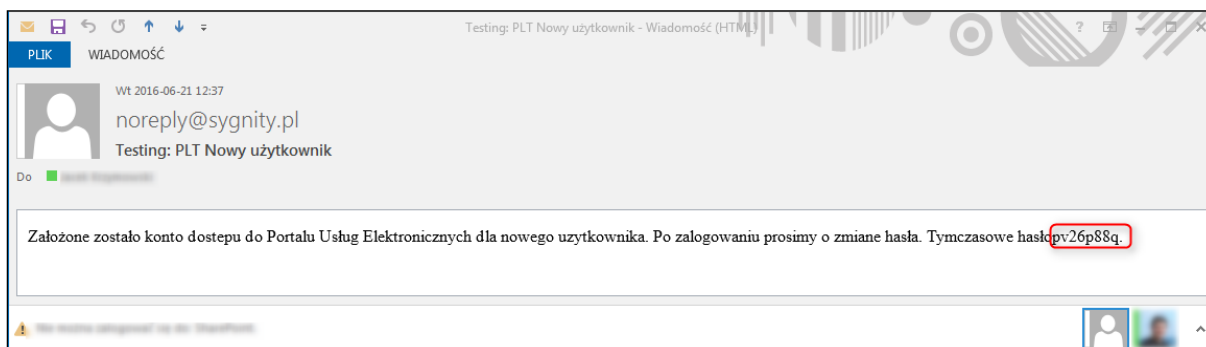 Testing: PLT Nowy użytkownik - Wiadomość (HTML)
?
PLIK WIADOMOŚĆ
Wt 2016-06-21 12:37
noreply@sygnity.pl
Testing: PLT Nowy użytkownik
Do
Założone zostało konto dostepu do Portalu Usług Elektronicznych dla nowego uzytkownika. Po zalogowaniu prosimy o zmiane hasła. Tymczasowe hasło pv26p88q.